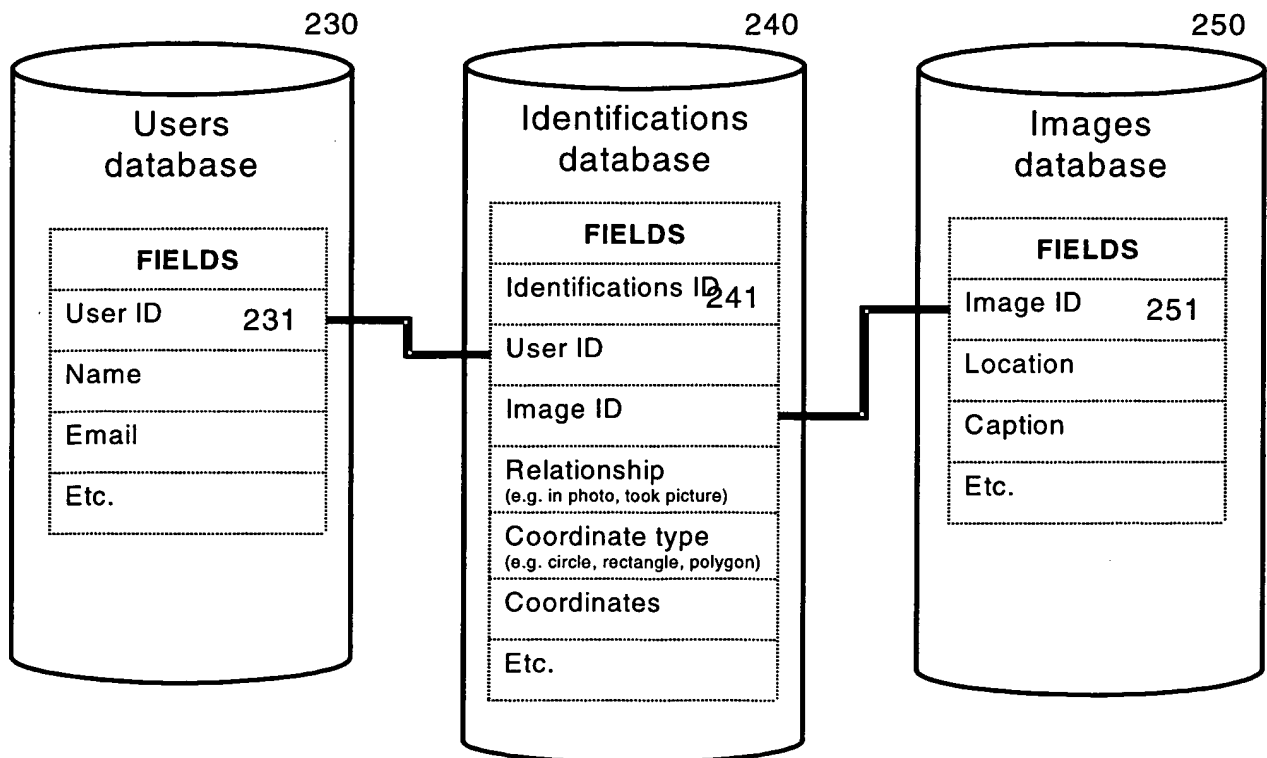 230
Users
database
FIELDS
User ID 231
Name
Email
Etc.
240
Identifications
database
FIELDS
Identifications ID 241
User ID
Image ID
Relationship
(e.g. in photo, took picture)
Coordinate type
(e.g. circle, rectangle, polygon)
Coordinates
Etc.
250
Images
database
FIELDS
Image ID 251
Location
Caption
Etc.